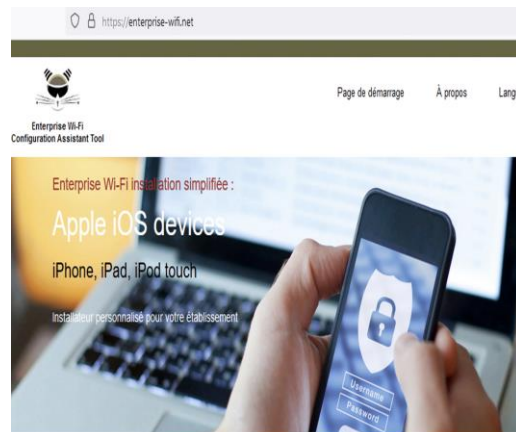 https://enterprise-wifi.net
Page de démarrage À propos Lang
Enterprise Wi-Fi
Configuration Assistant Tool
Enterprise Wi-Fi installation simplifiée :
Apple iOS devices
iPhone, iPad, iPod touch
Installateur personnalisé pour votre établissement
Username
Password